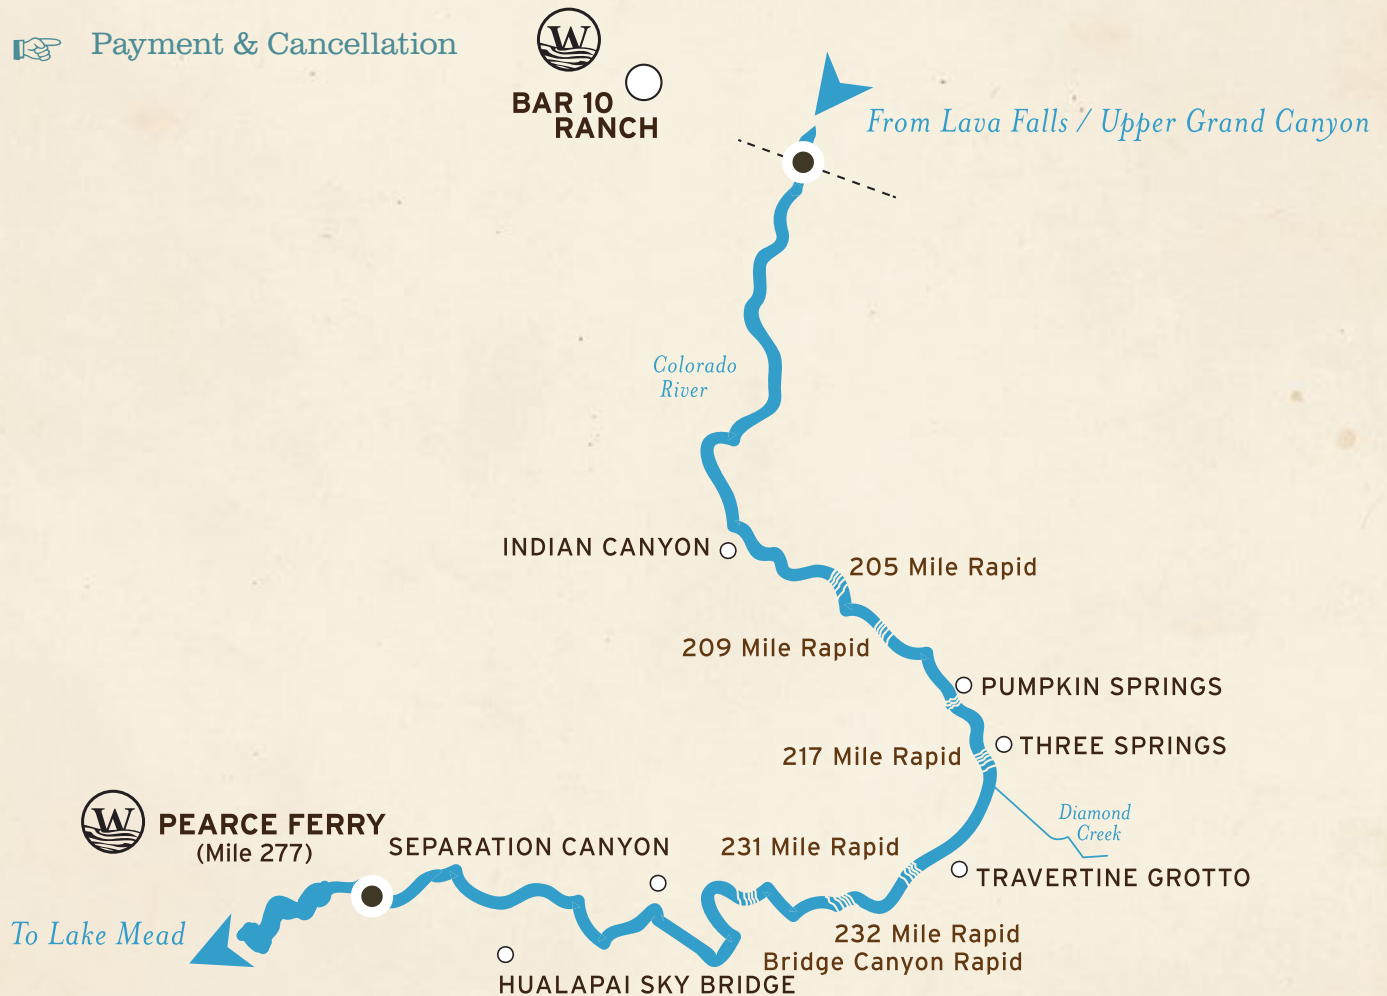 Payment & Cancellation
W
BAR 10
RANCH
From Lava Falls / Upper Grand Canyon
Colorado
River
INDIAN CANYON
205 Mile Rapid
209 Mile Rapid
PUMPKIN SPRINGS
THREE SPRINGS
217 Mile Rapid
Diamond
Creek
W
PEARCE FERRY
(Mile 277)
SEPARATION CANYON
231 Mile Rapid
TRAVERTINE GROTTO
To Lake Mead
232 Mile Rapid
Bridge Canyon Rapid
HUALAPAI SKY BRIDGE